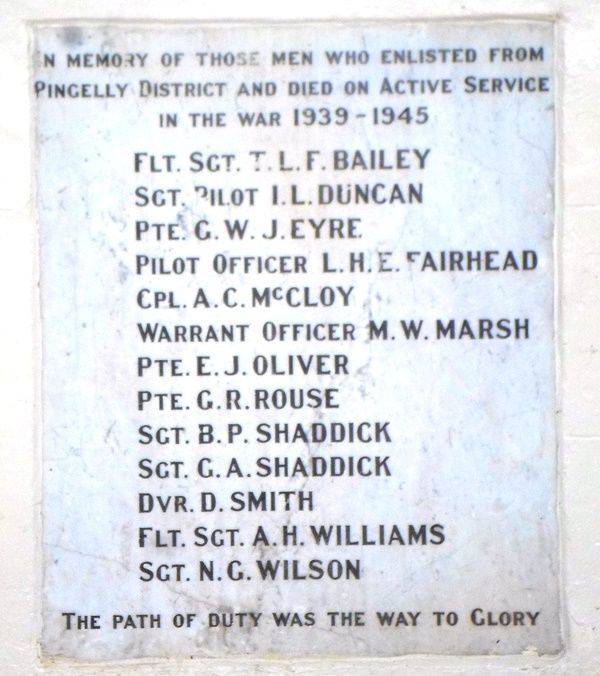 IN MEMORY OF THOSE MEN WHO ENLISTED FROM
PINGELLY DISTRICT AND DIED ON ACTIVE SERVICE
IN THE WAR 1939-1945
FLT. SGT. T.L.F. BAILEY
SGT. PILOT I.L. DUNCAN
PTE. G.W.J. EYRE
PILOT OFFICER L.H.E. FAIRHEAD
CPL. A.C. McCLOY
WARRANT OFFICER M.W. MARSH
PTE. E.J. OLIVER
PTE. G.R. ROUSE
SGT. B.P. SHADDICK
SGT. G.A. SHADDICK
DVR. D. SMITH
FLT. SGT. A.H. WILLIAMS
SGT. N.G. WILSON
THE PATH OF DUTY WAS THE WAY TO GLORY